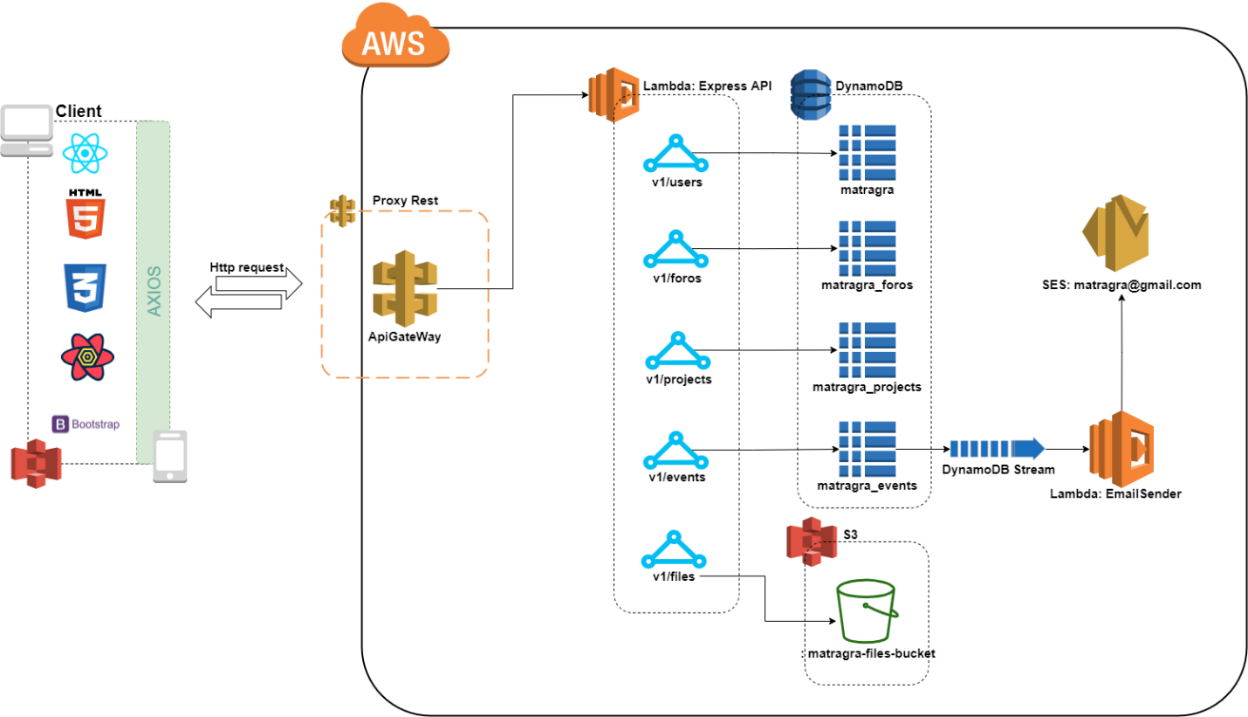 AWS
Client
HTML
5
3
AXIOS
B Bootstrap
Http request
Proxy Rest
ApiGateWay
Lambda: Express API
v1/users
v1/foros
v1/projects
v1/events
v1/files
DynamoDB
matragra
matragra_foros
matragra_projects
matragra_events
DynamoDB Stream
Lambda: EmailSender
SES: matragra@gmail.com
S3
: matragra-files-bucket